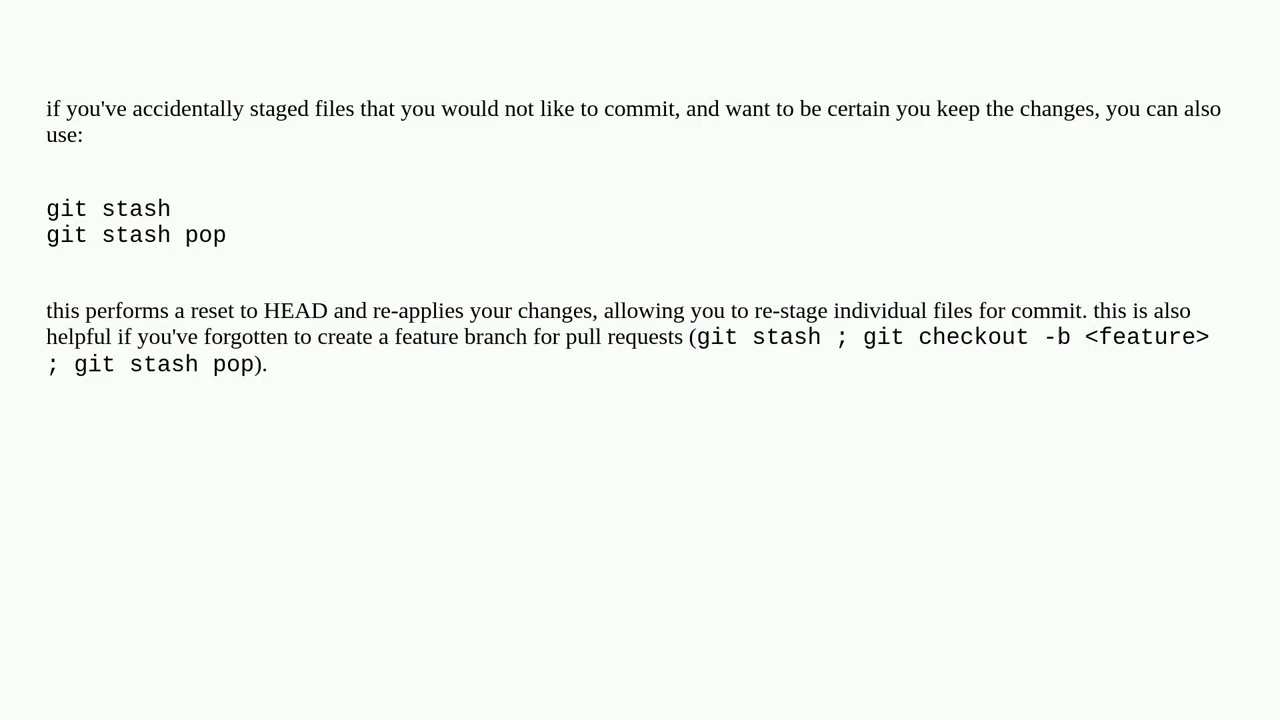 if you've accidentally staged files that you would not like to commit, and want to be certain you keep the changes, you can also
use:
git stash
git stash pop
this performs a reset to HEAD and re-applies your changes, allowing you to re-stage individual files for commit. this is also
helpful if you've forgotten to create a feature branch for pull requests (git stash ; git checkout -b <feature>
; git stash pop).